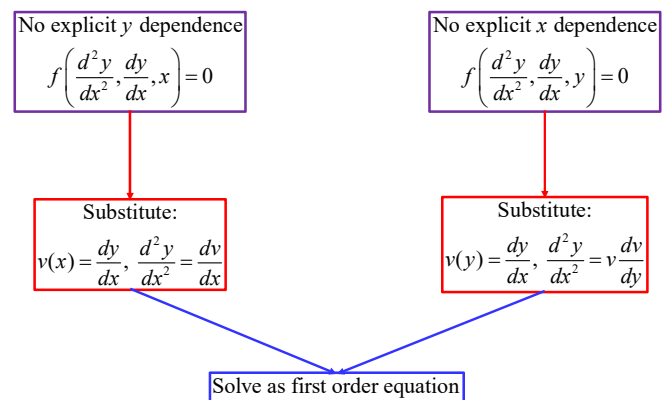 No explicit y dependence
f(d²y/dx², dy/dx, x) = 0
No explicit x dependence
f(d²y/dx², dy/dx, y) = 0
Substitute:
v(x) = dy/dx, d²y/dx² = dv/dx
Substitute:
v(y) = dy/dx, d²y/dx² = v dv/dy
Solve as first order equation